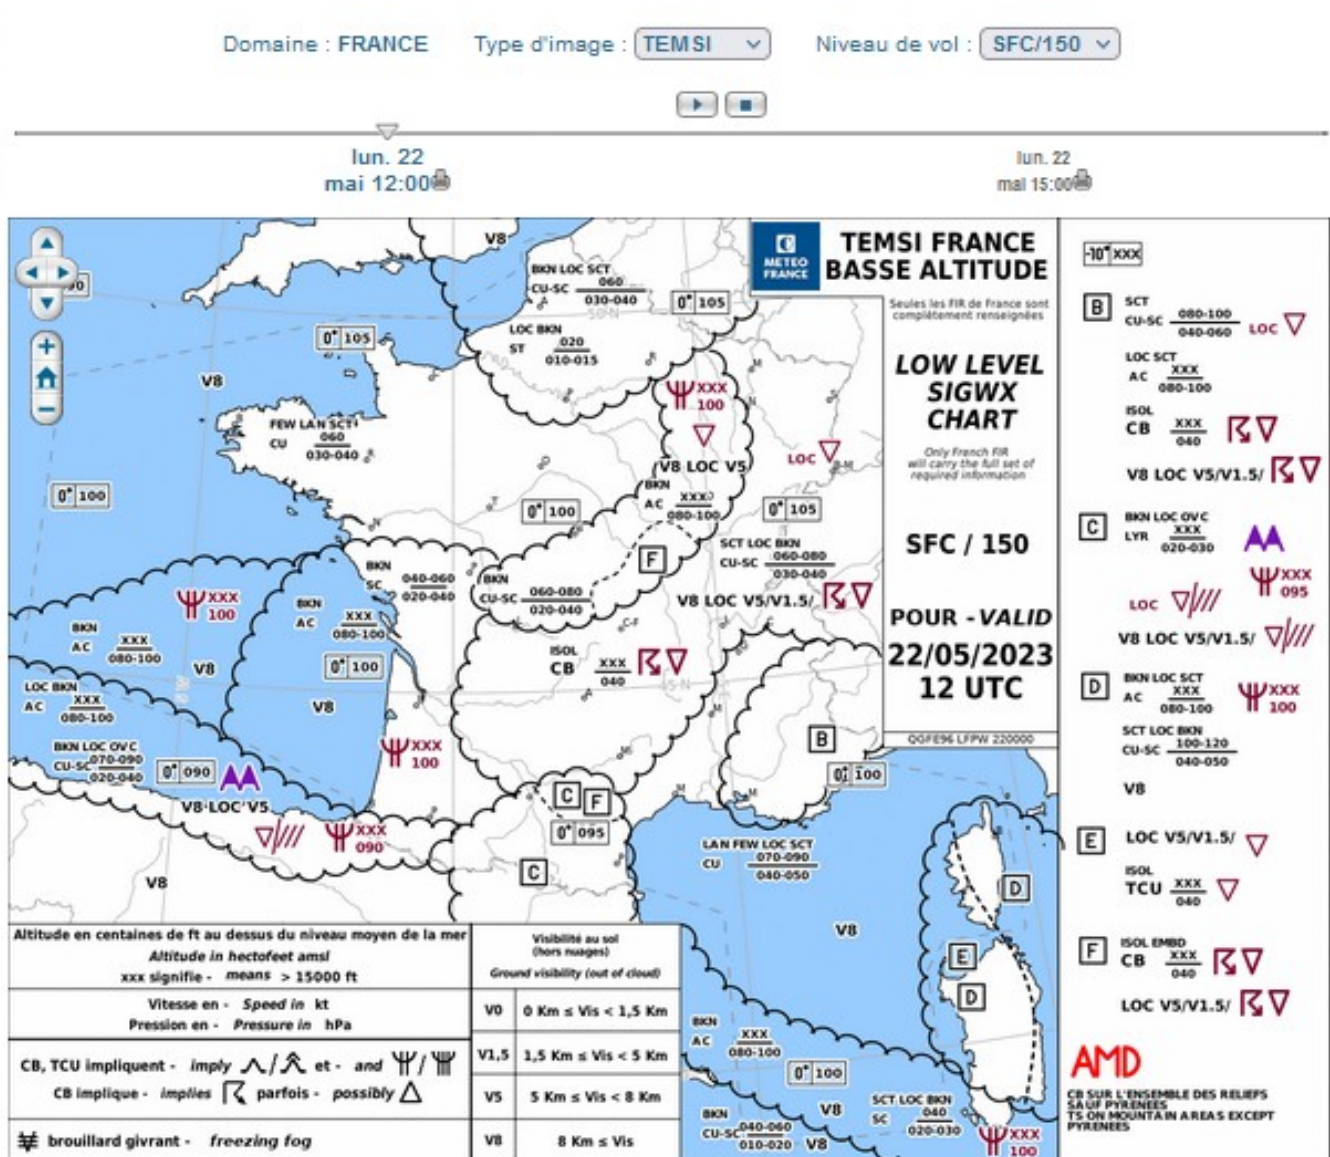 Domaine : FRANCE Type d'image : TEMSI Niveau de vol : SFC/150
lun. 22
mai 12:00
lun. 22
mai 15:00
METEO
FRANCE
TEMSI FRANCE
BASSE ALTITUDE
Seules les FIR de France sont
complètement renseignées
LOW LEVEL
SIGWX
CHART
Only French FIR
will carry the full set of
required information
SFC / 150
POUR - VALID
22/05/2023
12 UTC
QGFE96 LFPW 220000
V8
BKN LOC SCT
CU-SC 060
030-040
0° 105
50 N
LOC BKN
ST 020
010-015
0° 105
V8
XXX
100
FEW LAN SCT
CU 060
030-040
V8 LOC V5
LOC
BKN
AC XXX
080-100
0° 100
0° 100
0° 105
F
SCT LOC BKN
CU-SC 060-080
030-040
V8 LOC V5/V1.5/
BKN
SC 040-060
020-040
BKN
CU-SC 060-080
020-040
XXX
100
BKN
AC XXX
080-100
BKN
AC XXX
080-100
V8
0° 100
ISOL
CB XXX
040
45 N
LOC BKN
AC XXX
080-100
V8
B
BKN LOC OVC
CU-SC 070-090
020-040
0° 090
V8 LOC V5
XXX
100
0° 100
C F
0° 095
XXX
090
C
V8
LAN FEW LOC SCT
CU 070-090
040-050
D
V8
E
D
BKN
AC XXX
080-100
0° 100
V8
SCT LOC BKN
SC 040
020-030
BKN
CU-SC 040-060
010-020
V8
XXX
100
Altitude en centaines de ft au dessus du niveau moyen de la mer
Altitude in hectofeet amsl
xxx signifie - means > 15000 ft
Vitesse en - Speed in kt
Pression en - Pressure in hPa
CB, TCU impliquent - imply / et - and /
CB implique - implies parfois - possibly
brouillard givrant - freezing fog
Visibilité au sol
(hors nuages)
Ground visibility (out of cloud)
V0 0 Km ≤ Vis < 1,5 Km
V1,5 1,5 Km ≤ Vis < 5 Km
V5 5 Km ≤ Vis < 8 Km
V8 8 Km ≤ Vis
-10° XXX
B SCT
CU-SC 080-100
040-060
LOC
LOC SCT
AC XXX
080-100
ISOL
CB XXX
040
V8 LOC V5/V1.5/
C BKN LOC OVC
LYR XXX
020-030
XXX
095
LOC
V8 LOC V5/V1.5/
D BKN LOC SCT
AC XXX
080-100
XXX
100
SCT LOC BKN
CU-SC 100-120
040-050
V8
E LOC V5/V1.5/
ISOL
TCU XXX
040
F ISOL EMBD
CB XXX
040
LOC V5/V1.5/
AMD
CB SUR L'ENSEMBLE DES RELIEFS
SAUF PYRENEES
TS ON MOUNTAIN AREAS EXCEPT
PYRENEES